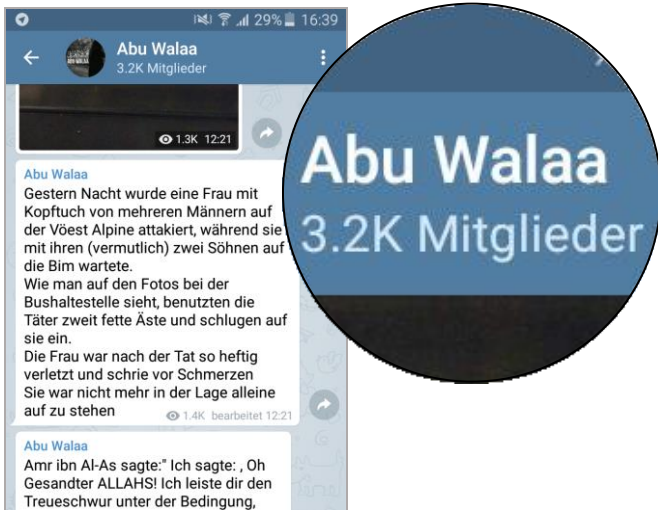 29% 16:39
Abu Walaa
3.2K Mitglieder
1.3K 12:21
Abu Walaa
Gestern Nacht wurde eine Frau mit
Kopftuch von mehreren Männern auf
der Vöest Alpine attakiert, während sie
mit ihren (vermutlich) zwei Söhnen auf
die Bim wartete.
Wie man auf den Fotos bei der
Bushaltestelle sieht, benutzten die
Täter zweit fette Äste und schlugen auf
sie ein.
Die Frau war nach der Tat so heftig
verletzt und schrie vor Schmerzen
Sie war nicht mehr in der Lage alleine
auf zu stehen
1.4K bearbeitet 12:21
Abu Walaa
Amr ibn Al-As sagte:" Ich sagte: , Oh
Gesandter ALLAHS! Ich leiste dir den
Treueschwur unter der Bedingung,
Abu Walaa
3.2K Mitglieder